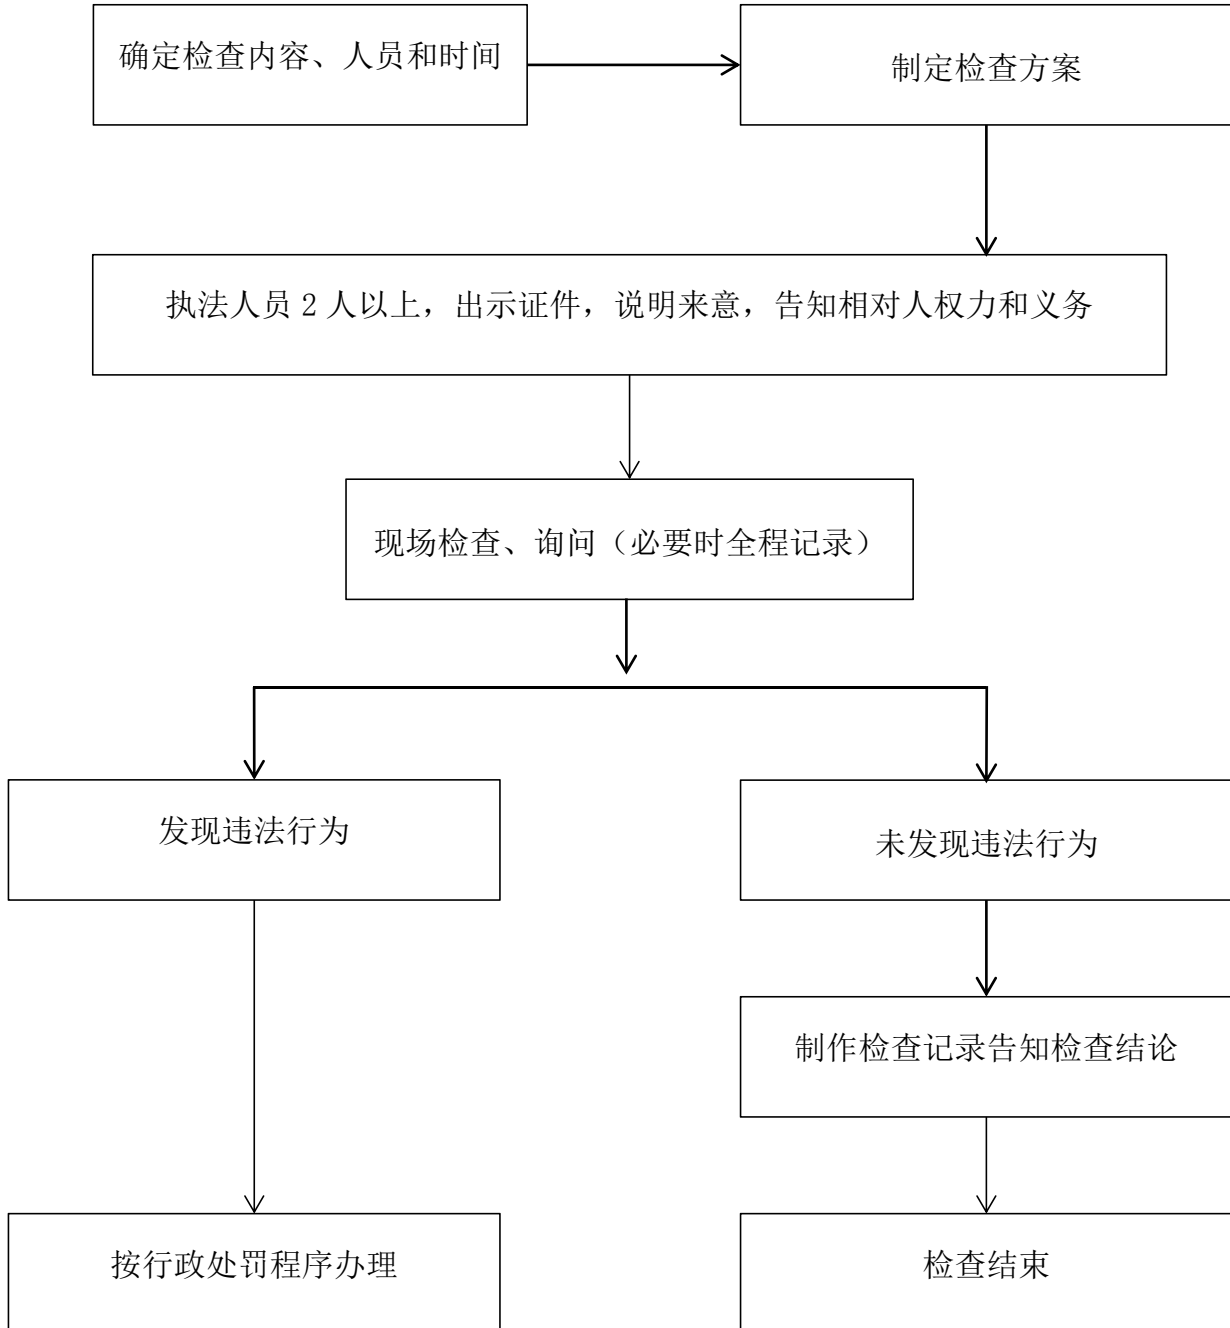 确定检查内容、人员和时间
制定检查方案
执法人员 2 人以上，出示证件，说明来意，告知相对人权力和义务
现场检查、询问（必要时全程记录）
发现违法行为
未发现违法行为
制作检查记录告知检查结论
按行政处罚程序办理
检查结束